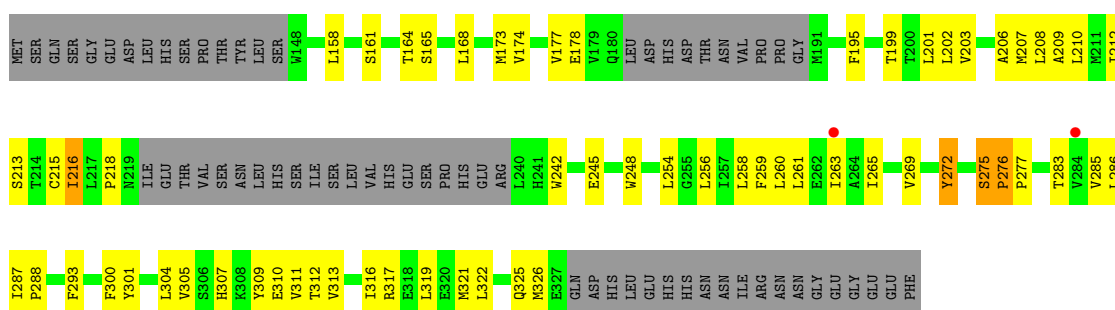 MET SER GLN SER GLY GLU ASP LEU HIS SER PRO THR TYR LEU SER W148 L158 S161 T164 S165 L168 M173 V174 V177 E178 V179 Q180 LEU ASP HIS ASP THR ASN VAL PRO PRO GLY M191 F195 T199 T200 L201 L202 V203 A206 M207 L208 A209 L210 M211 I212
S213 T214 C215 I216 L217 P218 N219 ILE GLU THR VAL SER ASN LEU HIS SER ILE SER LEU VAL HIS GLU SER PRO HIS GLU ARG L240 H241 W242 E245 W248 L254 G255 L256 I257 L258 F259 L260 L261 E262 I263 A264 I265 V269 Y272 S275 P276 P277 T283 V284 V285 L286
I287 P288 F293 F300 Y301 L304 V305 S306 H307 K308 Y309 E310 V311 T312 V313 I316 R317 E318 L319 E320 M321 L322 Q325 M326 E327 GLN ASP HIS LEU GLU HIS HIS ASN ASN ILE ARG ASN ASN GLY GLU GLY GLU GLU PHE